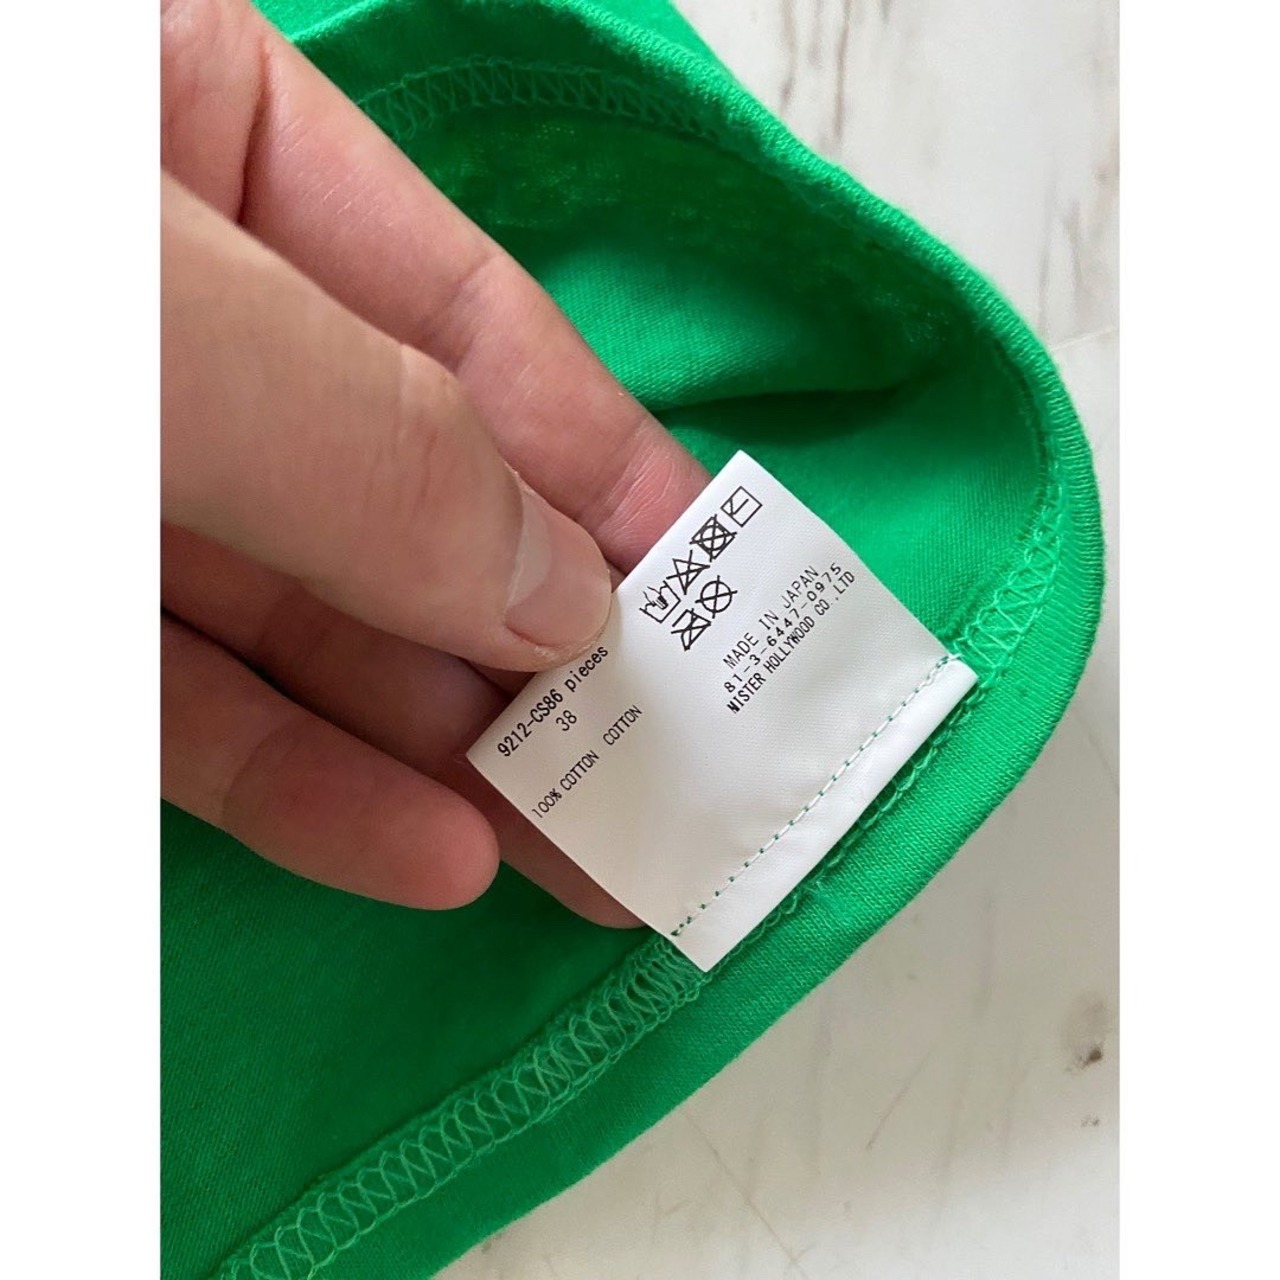 9212-CS86 pieces
38
100% COTTON COTTON
MADE IN JAPAN
81-3-6447-0975
MISTER HOLLYWOOD CO.,LTD